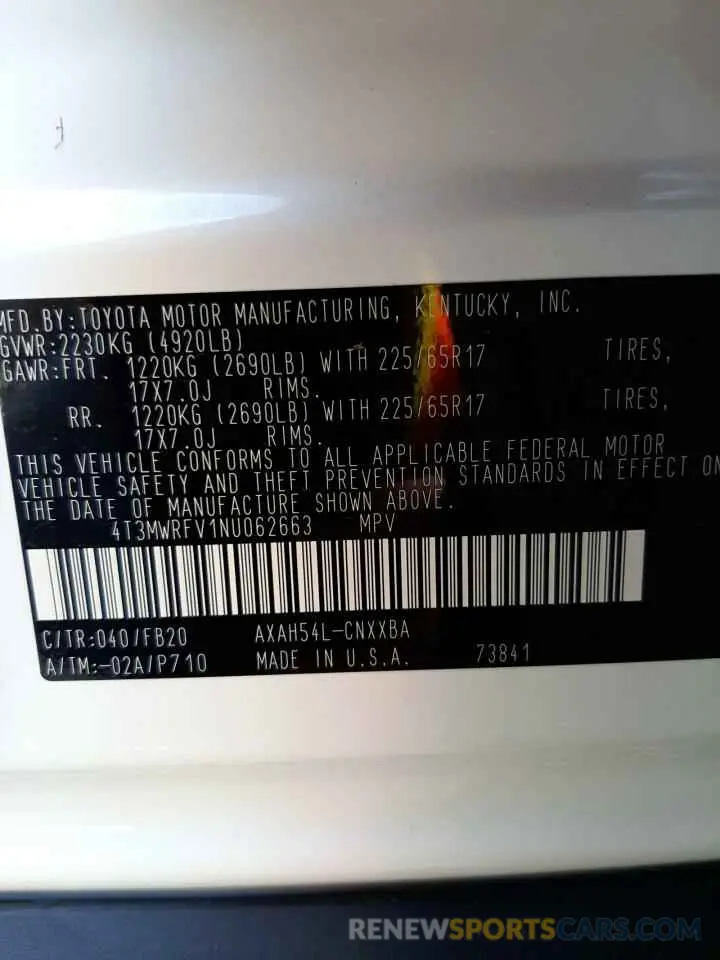 MFD.BY:TOYOTA MOTOR MANUFACTURING, KENTUCKY, INC.
GVWR:2230KG (4920LB)
GAWR:FRT. 1220KG (2690LB) WITH 225/65R17 TIRES,
17X7.0J RIMS.
RR. 1220KG (2690LB) WITH 225/65R17 TIRES,
17X7.0J RIMS.
THIS VEHICLE CONFORMS TO ALL APPLICABLE FEDERAL MOTOR
VEHICLE SAFETY AND THEFT PREVENTION STANDARDS IN EFFECT ON
THE DATE OF MANUFACTURE SHOWN ABOVE.
4T3MWRFV1NU062663 MPV
C/TR:040/FB20 AXAH54L-CNXXBA
A/TM:-02A/P710 MADE IN U.S.A. 73841
RENEWSPORTSCARS.COM